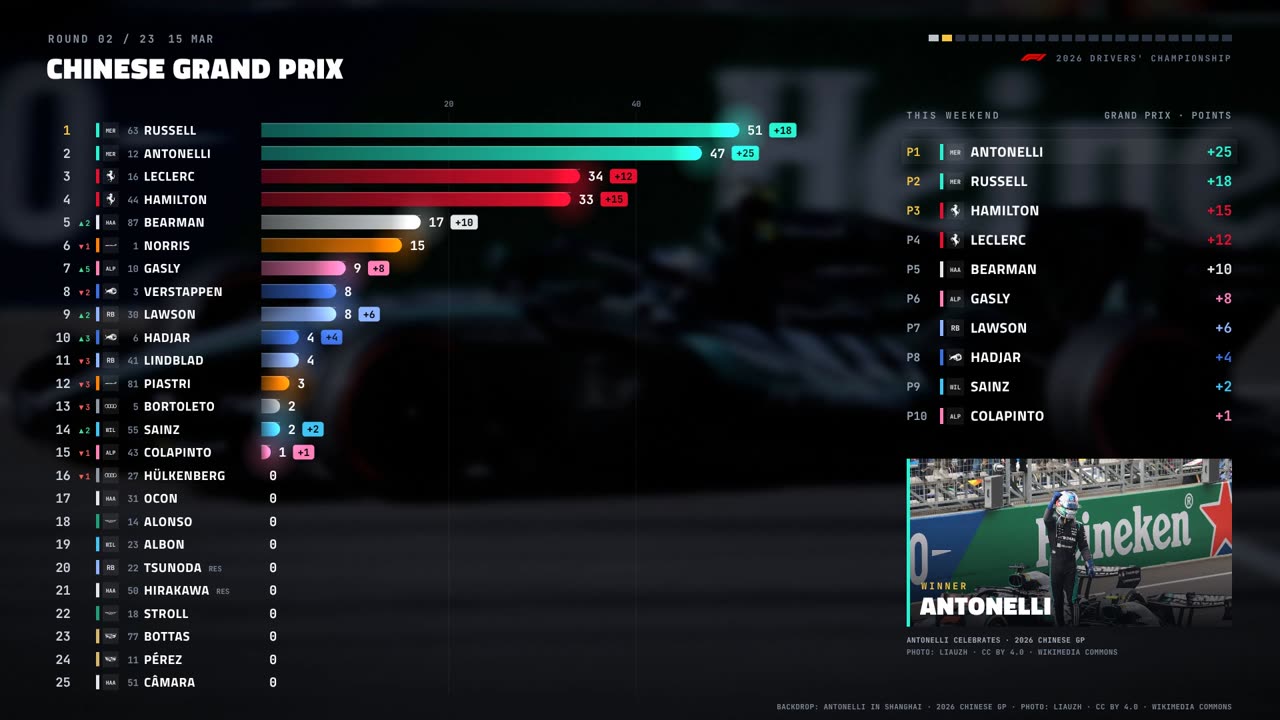 ROUND 02 / 23 15 MAR
CHINESE GRAND PRIX
2026 DRIVERS' CHAMPIONSHIP
20 40
1 MER 63 RUSSELL 51 +18
2 MER 12 ANTONELLI 47 +25
3 16 LECLERC 34 +12
4 44 HAMILTON 33 +15
5 ▲2 HAA 87 BEARMAN 17 +10
6 ▼1 1 NORRIS 15
7 ▲5 ALP 10 GASLY 9 +8
8 ▼2 3 VERSTAPPEN 8
9 ▲2 RB 30 LAWSON 8 +6
10 ▲3 6 HADJAR 4 +4
11 ▼3 RB 41 LINDBLAD 4
12 ▼3 81 PIASTRI 3
13 ▼3 5 BORTOLETO 2
14 ▲2 WIL 55 SAINZ 2 +2
15 ▼1 ALP 43 COLAPINTO 1 +1
16 ▼1 27 HÜLKENBERG 0
17 HAA 31 OCON 0
18 14 ALONSO 0
19 WIL 23 ALBON 0
20 RB 22 TSUNODA RES 0
21 HAA 50 HIRAKAWA RES 0
22 18 STROLL 0
23 77 BOTTAS 0
24 11 PÉREZ 0
25 HAA 51 CÂMARA 0
THIS WEEKEND GRAND PRIX · POINTS
P1 MER ANTONELLI +25
P2 MER RUSSELL +18
P3 HAMILTON +15
P4 LECLERC +12
P5 HAA BEARMAN +10
P6 ALP GASLY +8
P7 RB LAWSON +6
P8 HADJAR +4
P9 WIL SAINZ +2
P10 ALP COLAPINTO +1
Heineken®
WINNER
ANTONELLI
ANTONELLI CELEBRATES · 2026 CHINESE GP
PHOTO: LIAUZH · CC BY 4.0 · WIKIMEDIA COMMONS
BACKDROP: ANTONELLI IN SHANGHAI · 2026 CHINESE GP · PHOTO: LIAUZH · CC BY 4.0 · WIKIMEDIA COMMONS